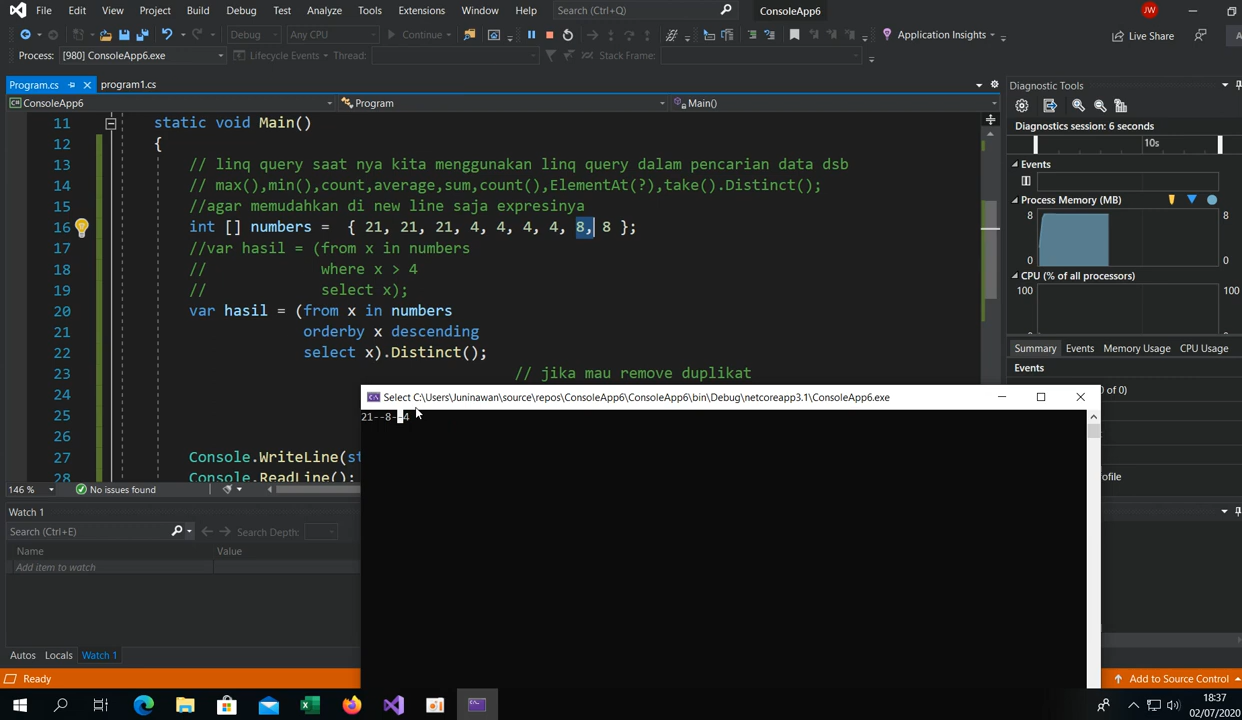 File Edit View Project Build Debug Test Analyze Tools Extensions Window Help Search (Ctrl+Q) ConsoleApp6 JW
Debug Any CPU Continue Application Insights Live Share
Process: [980] ConsoleApp6.exe Lifecycle Events Thread: Stack Frame:
Program.cs program1.cs
ConsoleApp6 Program Main()
11 static void Main()
12 {
13 // linq query saat nya kita menggunakan linq query dalam pencarian data dsb
14 // max(),min(),count,average,sum,count(),ElementAt(?),take().Distinct();
15 //agar memudahkan di new line saja expresinya
16 int [] numbers = { 21, 21, 21, 4, 4, 4, 4, 8, 8 };
17 //var hasil = (from x in numbers
18 // where x > 4
19 // select x);
20 var hasil = (from x in numbers
21 orderby x descending
22 select x).Distinct();
23 // jika mau remove duplikat
24
25
26
27 Console.WriteLine(st
28 Console.ReadLine();
146 % No issues found
Select C:\Users\Juninawan\source\repos\ConsoleApp6\ConsoleApp6\bin\Debug\netcoreapp3.1\ConsoleApp6.exe
21--8--4
Diagnostic Tools
Diagnostics session: 6 seconds
10s
Events
Process Memory (MB)
8 8
0 0
CPU (% of all processors)
100 100
0 0
Summary Events Memory Usage CPU Usage
Events
of 0)
ofile
Watch 1
Search (Ctrl+E) Search Depth:
Name Value
Add item to watch
Autos Locals Watch 1
Ready Add to Source Control
18:37
02/07/2020